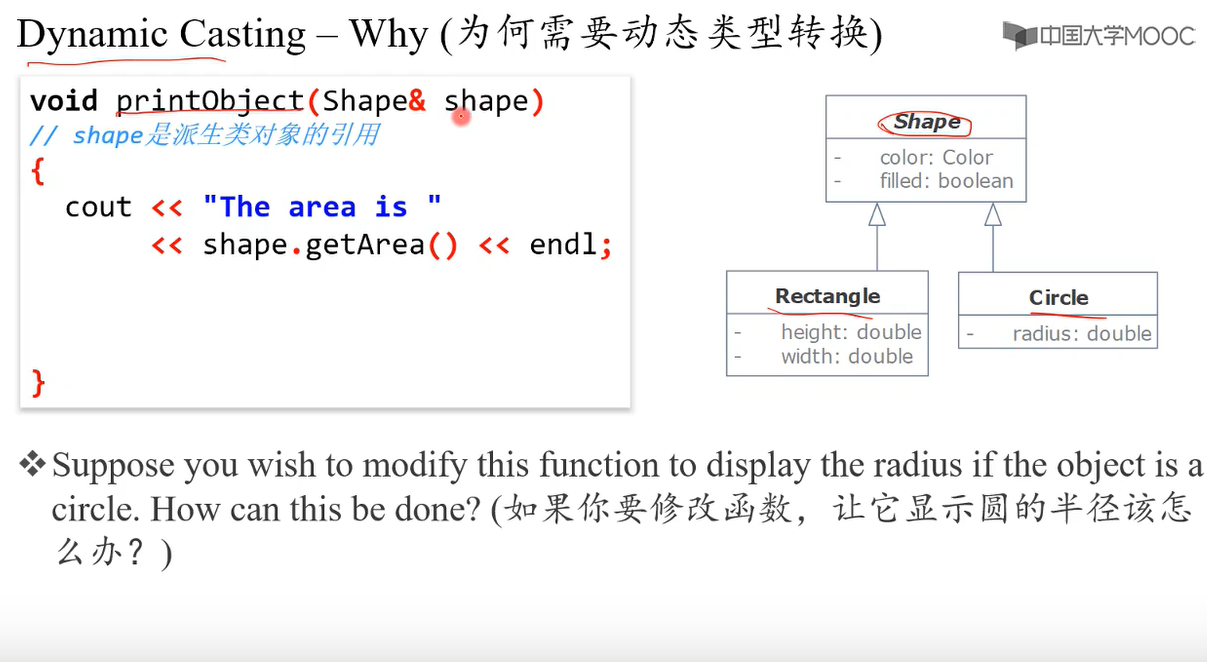 Dynamic Casting – Why (为何需要动态类型转换)
中国大学MOOC
void printObject(Shape& shape)
// shape是派生类对象的引用
{
cout << "The area is "
<< shape.getArea() << endl;
}
Shape
- color: Color
- filled: boolean
Rectangle
- height: double
- width: double
Circle
- radius: double
❖Suppose you wish to modify this function to display the radius if the object is a
circle. How can this be done? (如果你要修改函数，让它显示圆的半径该怎
么办？)